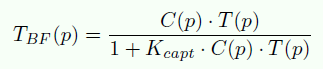 T_{BF}(p) = \frac{C(p) \cdot T(p)}{1 + K_{capt} \cdot C(p) \cdot T(p)}